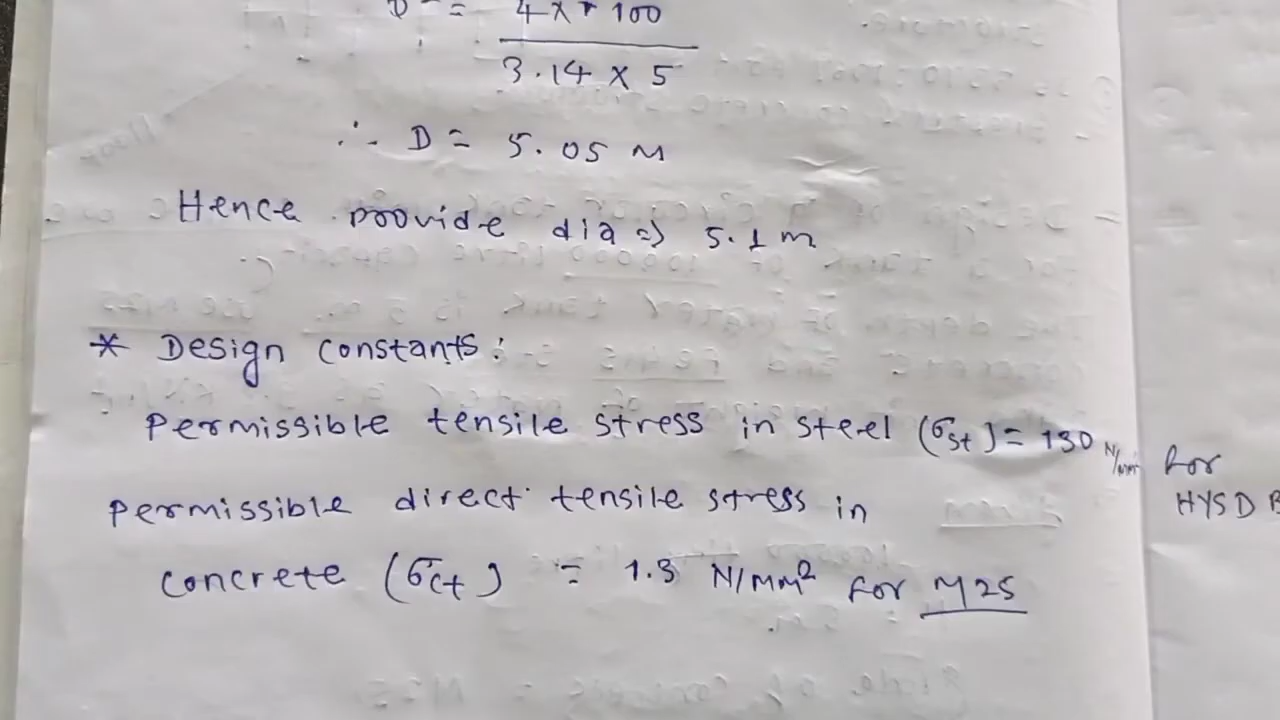 4 × 100
3.14 × 5
∴ D = 5.05 M
Hence provide dia ⇒ 5.1 m
* Design constants:
Permissible tensile stress in steel (σst) = 130 N/mm² for HYSD B
Permissible direct tensile stress in
concrete (σct) = 1.3 N/MM² for M25